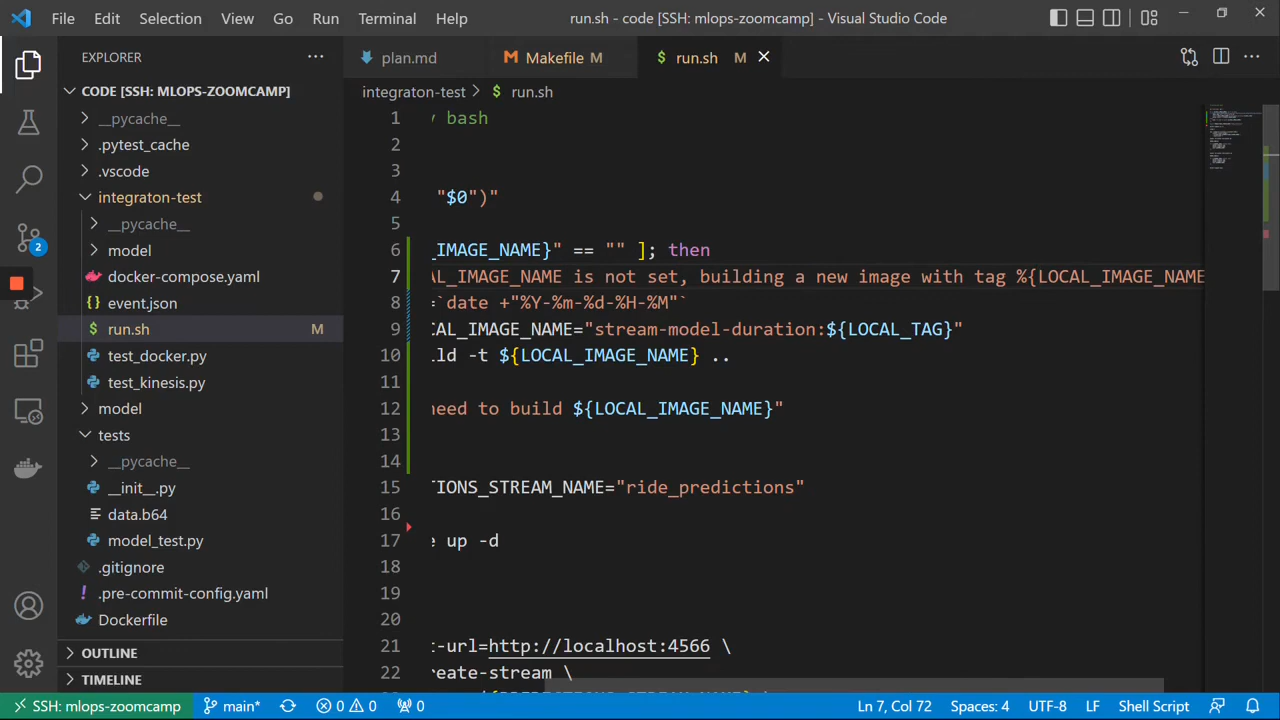 File Edit Selection View Go Run Terminal Help run.sh - code [SSH: mlops-zoomcamp] - Visual Studio Code
EXPLORER
CODE [SSH: MLOPS-ZOOMCAMP]
__pycache__
.pytest_cache
.vscode
integraton-test
__pycache__
model
docker-compose.yaml
event.json
run.sh M
test_docker.py
test_kinesis.py
model
tests
__pycache__
__init__.py
data.b64
model_test.py
.gitignore
.pre-commit-config.yaml
Dockerfile
OUTLINE
TIMELINE
2
plan.md Makefile M run.sh M
integraton-test > run.sh
1 bash
2
3
4 "$0")"
5
6 _IMAGE_NAME}" == "" ]; then
7 AL_IMAGE_NAME is not set, building a new image with tag %{LOCAL_IMAGE_NAME
8 =`date +"%Y-%m-%d-%H-%M"`
9 CAL_IMAGE_NAME="stream-model-duration:${LOCAL_TAG}"
10 ild -t ${LOCAL_IMAGE_NAME} ..
11
12 need to build ${LOCAL_IMAGE_NAME}"
13
14
15 TIONS_STREAM_NAME="ride_predictions"
16
17 e up -d
18
19
20
21 t-url=http://localhost:4566 \
22 reate-stream \
SSH: mlops-zoomcamp main* 0 0 0 Ln 7, Col 72 Spaces: 4 UTF-8 LF Shell Script